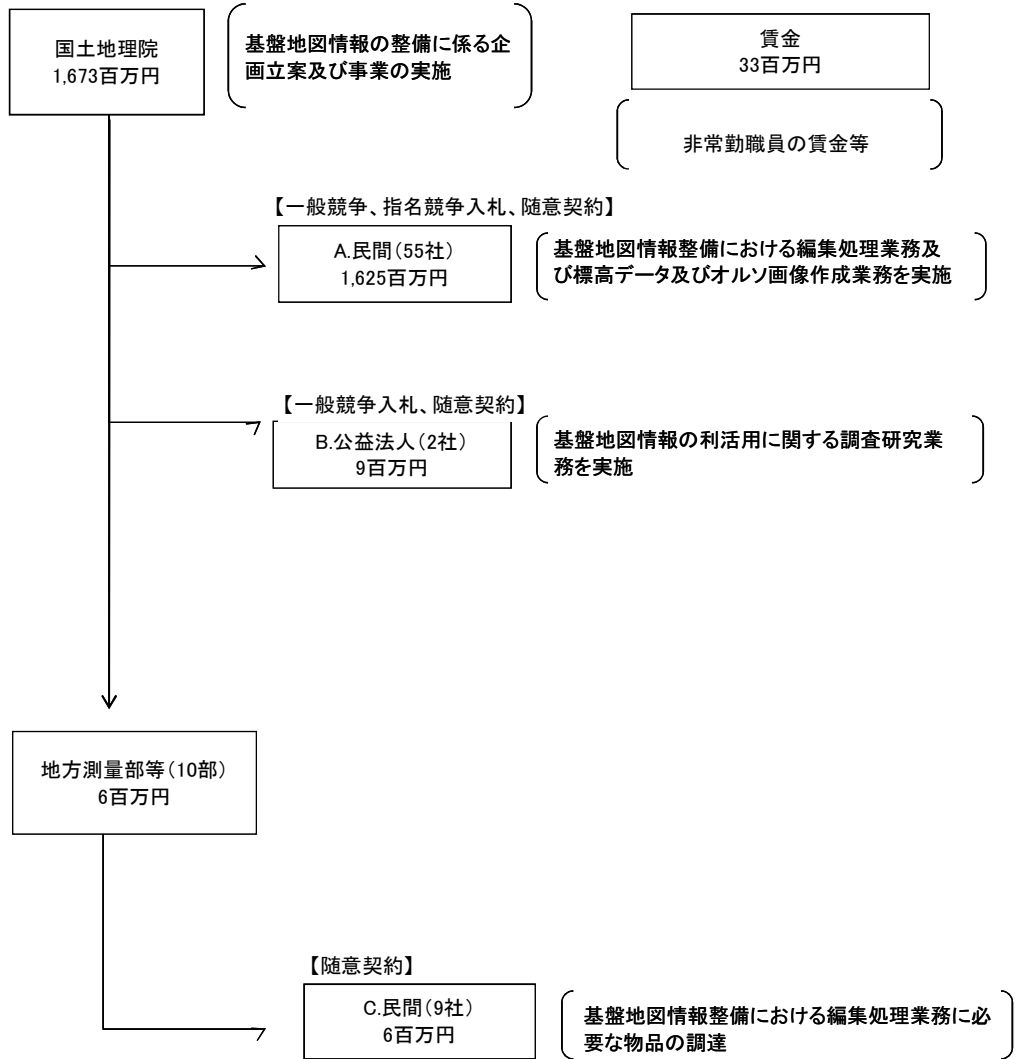 国土地理院
1,673百万円
基盤地図情報の整備に係る企
画立案及び事業の実施
賃金
33百万円
非常勤職員の賃金等
【一般競争、指名競争入札、随意契約】
A.民間(55社)
1,625百万円
基盤地図情報整備における編集処理業務及
び標高データ及びオルソ画像作成業務を実施
【一般競争入札、随意契約】
B.公益法人(2社)
9百万円
基盤地図情報の利活用に関する調査研究業
務を実施
地方測量部等(10部)
6百万円
【随意契約】
C.民間(9社)
6百万円
基盤地図情報整備における編集処理業務に必
要な物品の調達